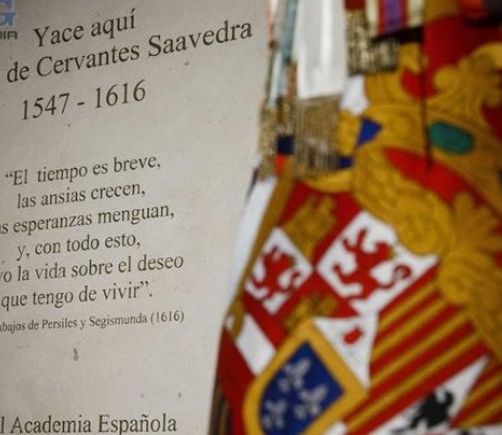 Yace aquí
de Cervantes Saavedra
1547 - 1616
“El tiempo es breve,
las ansias crecen,
esperanzas menguan,
y, con todo esto,
la vida sobre el deseo
que tengo de vivir”.
de Persiles y Segismunda (1616)
Academia Española